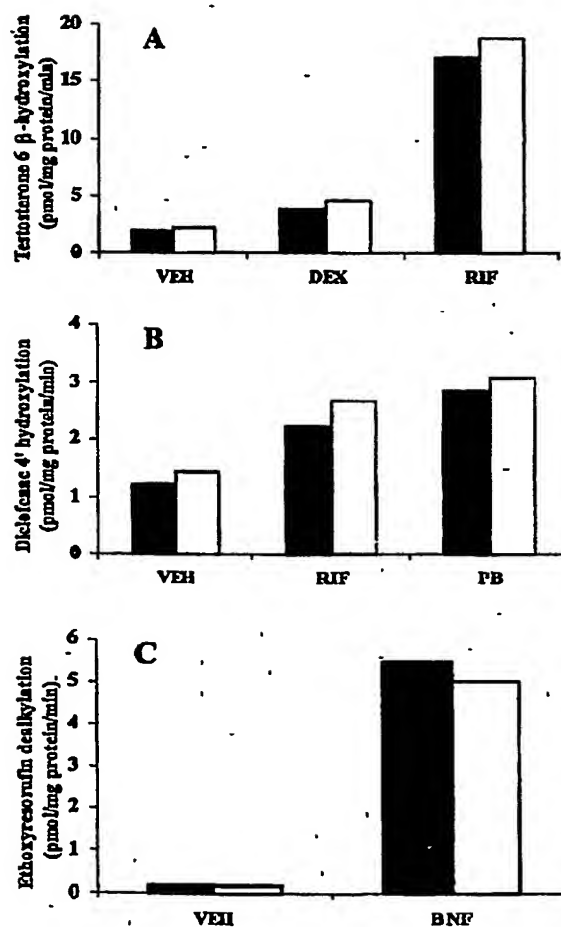 A
Testosterone 6 β-hydroxylation
(pmol/mg protein/min)
20
15
10
5
0
VEH DEX RIF
B
Diclofenac 4' hydroxylation
(pmol/mg protein/min)
4
3
2
1
0
VEH RIF PB
C
Ethoxyresorufin dealkylation
(pmol/mg protein/min).
6
5
4
3
2
1
0
VEH BNF